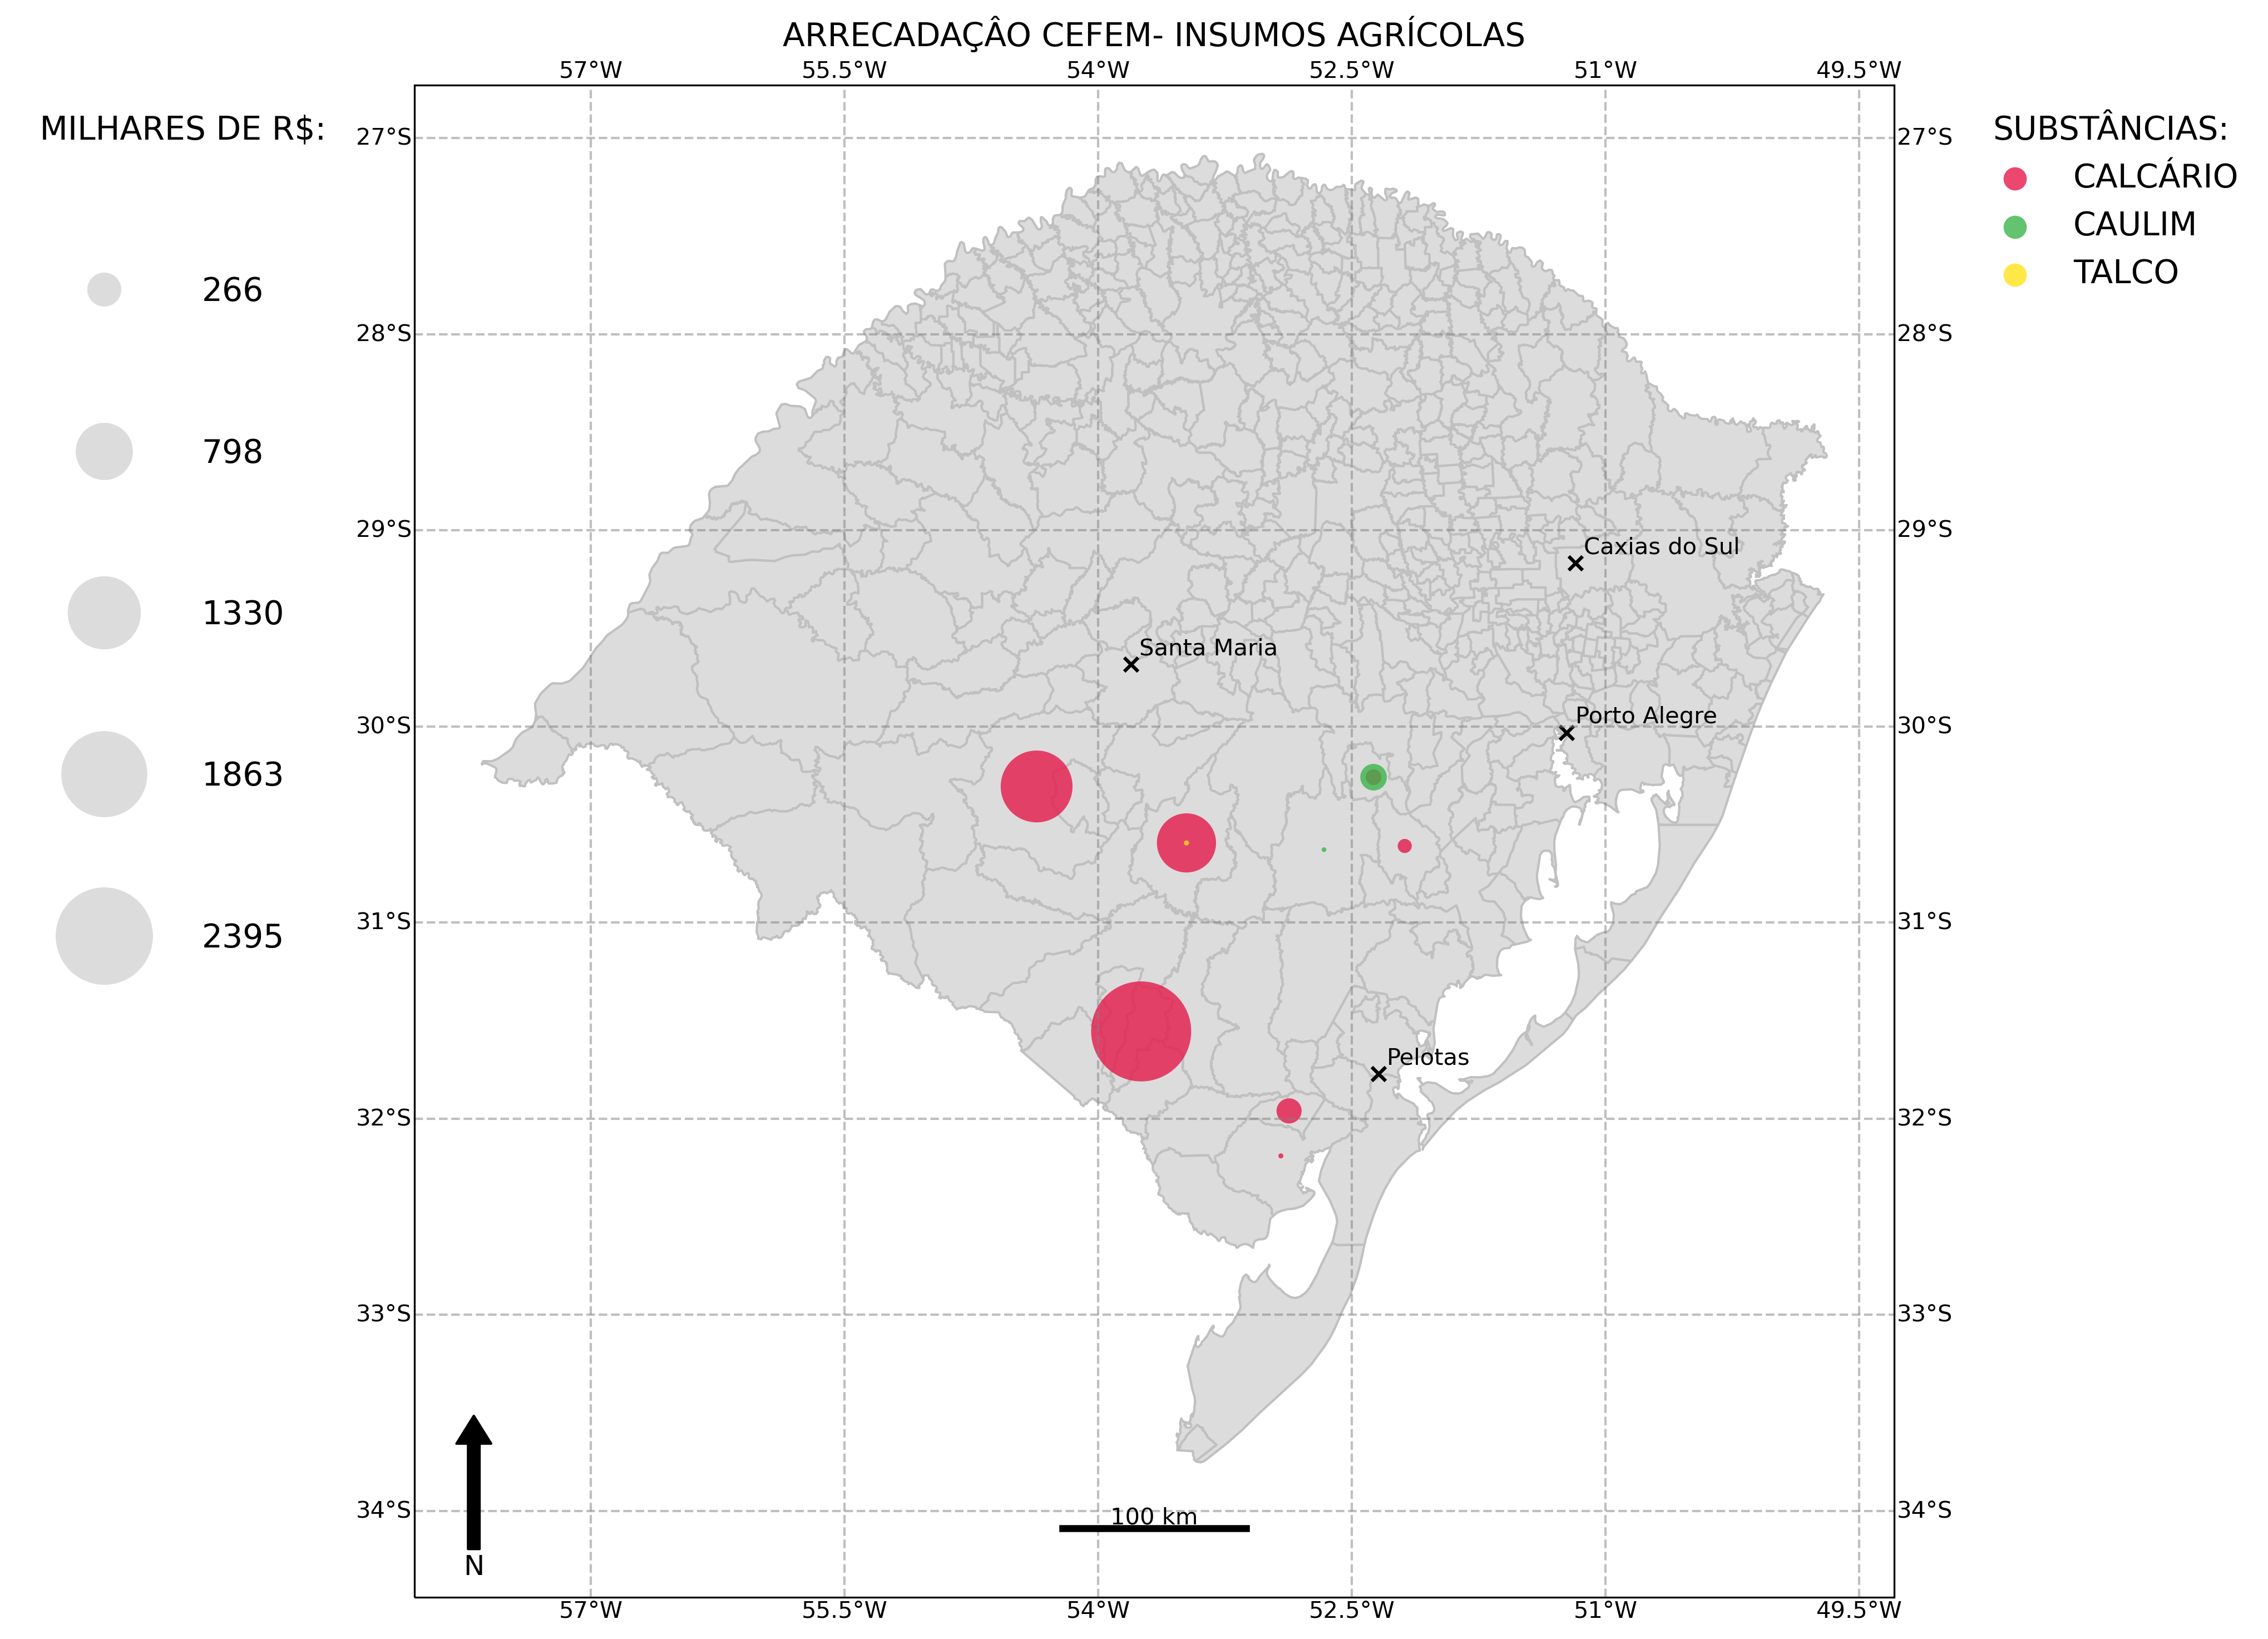 ARRECADAÇÂO CEFEM- INSUMOS AGRÍCOLAS
57°W 55.5°W 54°W 52.5°W 51°W 49.5°W
MILHARES DE R$:
266
798
1330
1863
2395
27°S 27°S
28°S 28°S
29°S 29°S
30°S 30°S
31°S 31°S
32°S 32°S
33°S 33°S
34°S 34°S
Caxias do Sul
Santa Maria
Porto Alegre
Pelotas
100 km
N
57°W 55.5°W 54°W 52.5°W 51°W 49.5°W
SUBSTÂNCIAS:
CALCÁRIO
CAULIM
TALCO